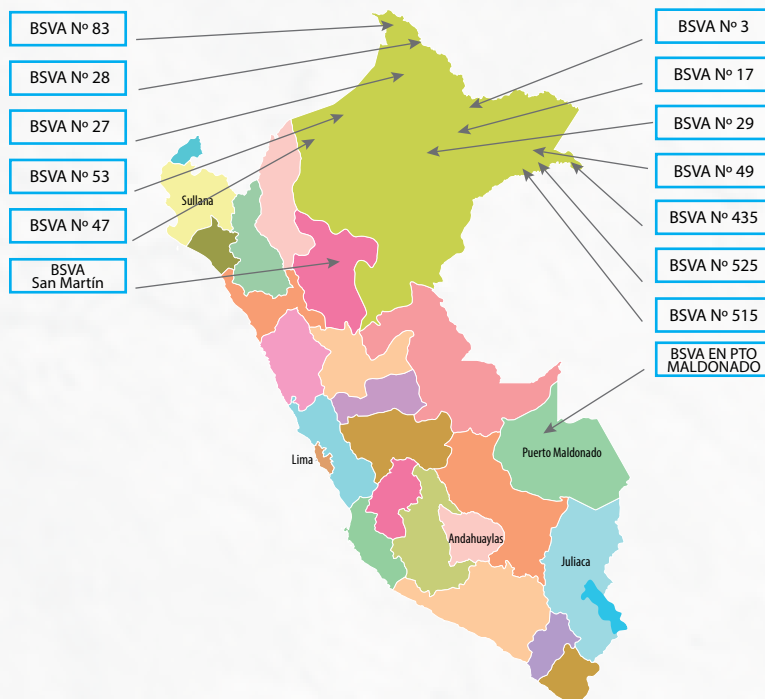 BSVA Nº 83
BSVA Nº 28
BSVA Nº 27
BSVA Nº 53
BSVA Nº 47
BSVA
San Martín
BSVA Nº 3
BSVA Nº 17
BSVA Nº 29
BSVA Nº 49
BSVA Nº 435
BSVA Nº 525
BSVA Nº 515
BSVA EN PTO
MALDONADO
Sullana
Lima
Puerto Maldonado
Andahuaylas
Juliaca